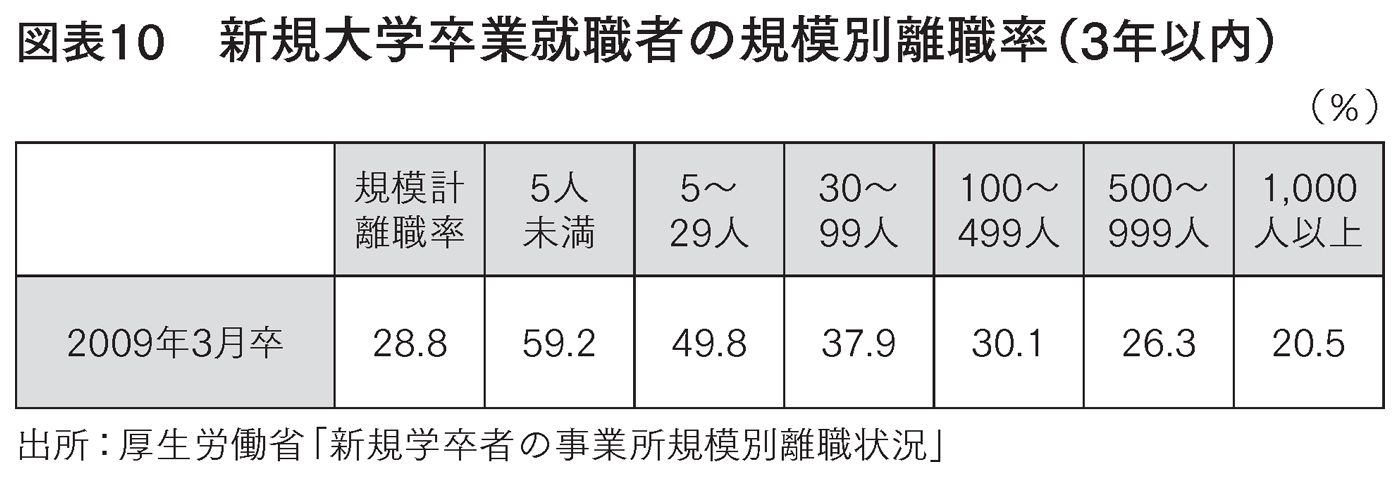 図表10　新規大学卒業就職者の規模別離職率（3年以内）
（%）
規模計離職率 5人未満 5〜29人 30〜99人 100〜499人 500〜999人 1,000人以上
2009年3月卒 28.8 59.2 49.8 37.9 30.1 26.3 20.5
出所：厚生労働省「新規学卒者の事業所規模別離職状況」